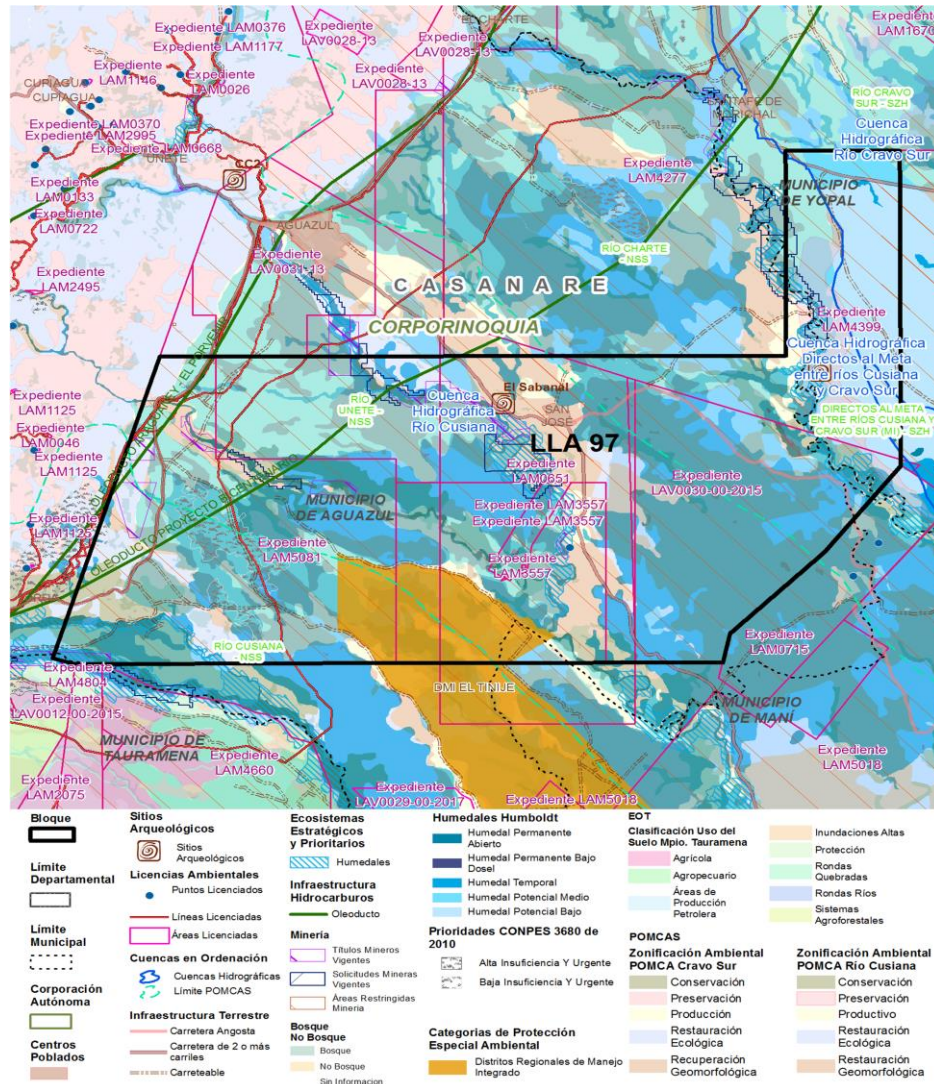 Expediente LAM0376
Expediente LAM1177
Expediente
LAV0028-13
EL CHARTE
Expediente
LAV0028-13
Expediente
LAM1670
Expediente
LAM1146
Expediente
LAM0026
Expediente
LAV0028-13
CUPIAGUA
CUPIAGUA
Expediente
LAM0370
Expediente
LAM2995
Expediente
LAM0668
UNETE
CC2
SANTAFE DE
MORICHAL
RÍO CRAVO
SUR - SZH
Cuenca
Hidrográfica
Río Cravo Sur
Expediente
LAM0133
Expediente
LAM4277
MUNICIPIO
DE YOPAL
Expediente
LAM0722
AGUAZUL
RÍO CHARTE
- NSS
Expediente
LAV0031-13
Expediente
LAM2495
CASANARE
CORPORINOQUIA
Expediente
LAM4399
Cuenca Hidrográfica
Directos al Meta
entre ríos Cusiana
y Cravo Sur
OLEODUCTO ARAGUANEY - EL PORVENIR
Expediente
LAM1125
RÍO
UNETE -
NSS
Cuenca
Hidrográfica
Río Cusiana
El Sabanal
SAN
JOSÉ
DIRECTOS AL META
ENTRE RÍOS CUSIANA Y
CRAVO SUR (MI) - SZH
Expediente
LAM0046
Expediente
LAM1125
LLA 97
Expediente
LAM0651
Expediente
LAV0030-00-2015
MUNICIPIO
DE AGUAZUL
Expediente LAM3557
Expediente LAM3557
Expediente
LAM1125
Expediente
LAM5081
Expediente
LAM3557
RÍO CUSIANA
- NSS
Expediente
LAM0715
Expediente
LAM4804
DMI EL TINIJE
Expediente
LAV0012-00-2015
MUNICIPIO
DE MANÍ
MUNICIPIO DE
TAURAMENA
Expediente
LAM4660
Expediente
LAM5018
Expediente
LAM2075
Expediente
LAV0029-00-2017
Expediente LAM5018
Bloque
Límite
Departamental
Límite
Municipal
Corporación
Autónoma
Centros
Poblados
Sitios
Arqueológicos
Sitios
Arqueológicos
Licencias Ambientales
Puntos Licenciados
Líneas Licenciadas
Áreas Licenciadas
Cuencas en Ordenación
Cuencas Hidrográficas
Límite POMCAS
Infraestructura Terrestre
Carretera Angosta
Carretera de 2 o más
carriles
Carreteable
Ecosistemas
Estratégicos
y Prioritarios
Humedales
Infraestructura
Hidrocarburos
Oleoducto
Minería
Títulos Mineros
Vigentes
Solicitudes Mineras
Vigentes
Áreas Restringidas
Mineria
Bosque
No Bosque
Bosque
No Bosque
Sin Informacion
Humedales Humboldt
Humedal Permanente
Abierto
Humedal Permanente Bajo
Dosel
Humedal Temporal
Humedal Potencial Medio
Humedal Potencial Bajo
Prioridades CONPES 3680 de
2010
Alta Insuficiencia Y Urgente
Baja Insuficiencia Y Urgente
Categorias de Protección
Especial Ambiental
Distritos Regionales de Manejo
Integrado
EOT
Clasificación Uso del
Suelo Mpio. Tauramena
Agrícola
Agropecuario
Áreas de
Producción
Petrolera
Inundaciones Altas
Protección
Rondas
Quebradas
Rondas Ríos
Sistemas
Agroforestales
POMCAS
Zonificación Ambiental
POMCA Cravo Sur
Conservación
Preservación
Producción
Restauración
Ecológica
Recuperación
Geomorfológica
Zonificación Ambiental
POMCA Río Cusiana
Conservación
Preservación
Productivo
Restauración
Ecológica
Restauración
Geomorfológica